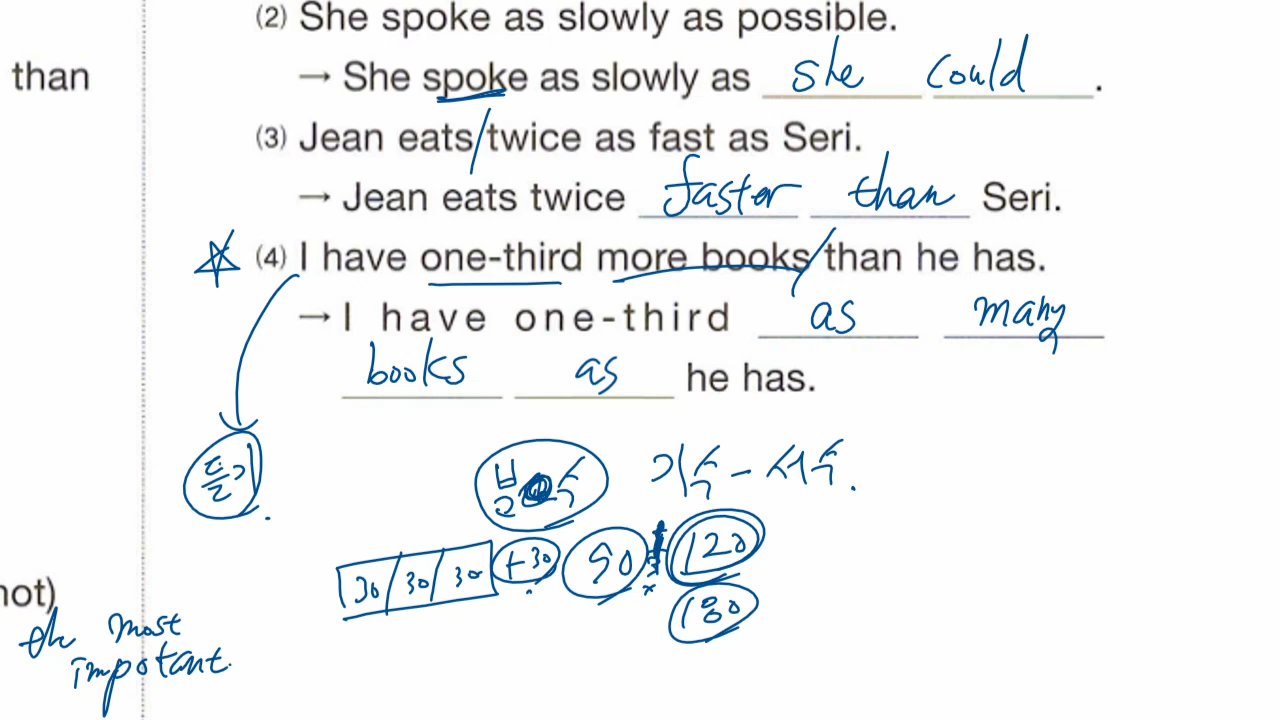 (2) She spoke as slowly as possible.
than
→ She spoke as slowly as she could.
(3) Jean eats/twice as fast as Seri.
→ Jean eats twice faster than Seri.
☆ (4) I have one-third more books/than he has.
→ I have one-third as many
books as he has.
듣기.
분수 기수-서수.
30/30/30 +30 90 120
180
not)
the most
important.